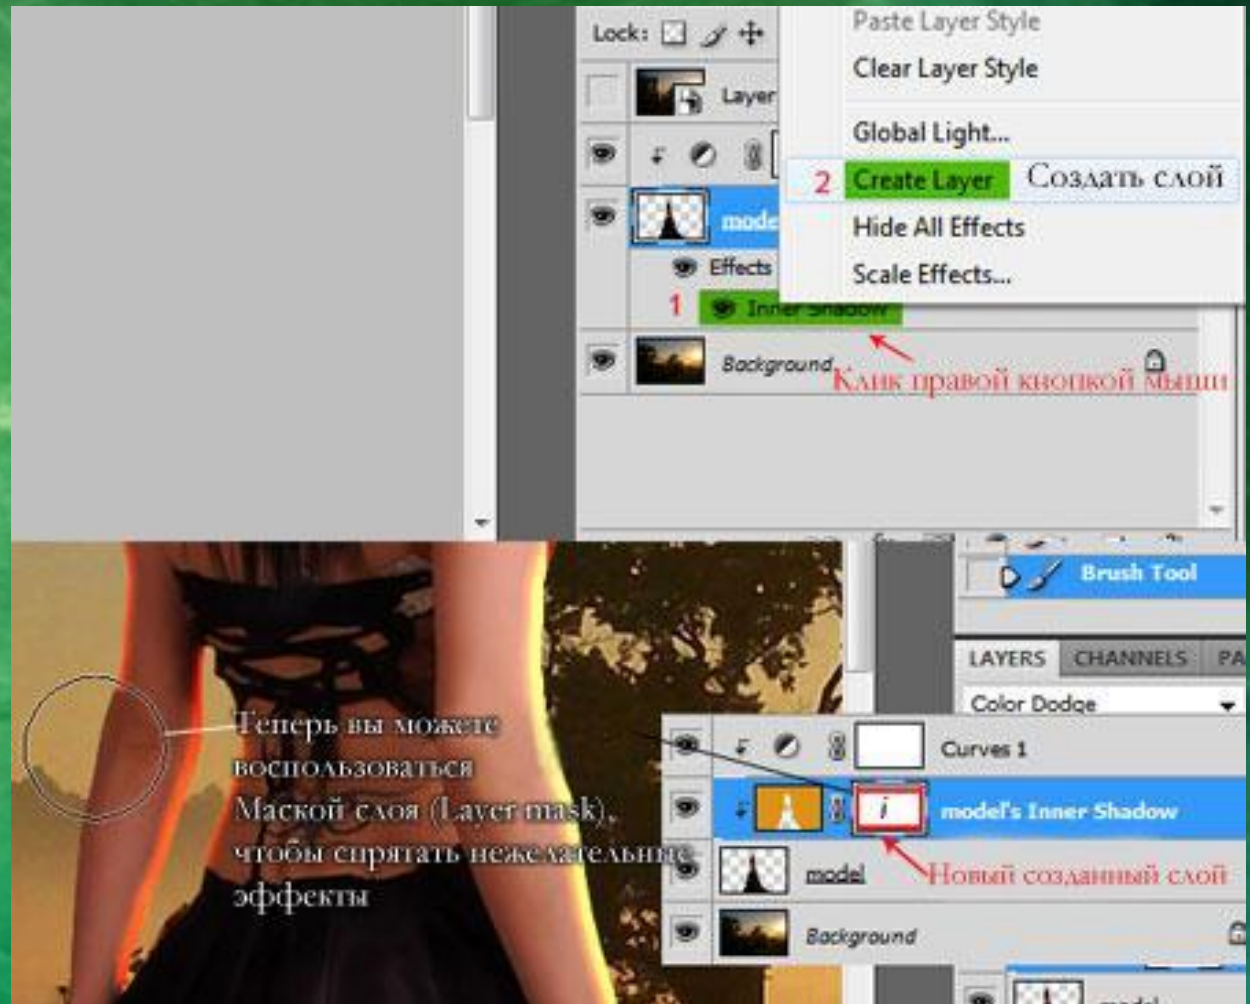 Lock:
Paste Layer Style
Clear Layer Style
Layer
Global Light...
2 Create Layer Создать слой
mode
Hide All Effects
Effects
Scale Effects...
1 Inner Shadow
Background
Клик правой кнопкой мыши
Brush Tool
LAYERS CHANNELS PA
Color Dodge
Теперь вы можете
воспользоваться
Маской слоя (Layer mask),
чтобы спрятать нежелательные
эффекты
Curves 1
i model's Inner Shadow
model
Новый созданный слой
Background
model